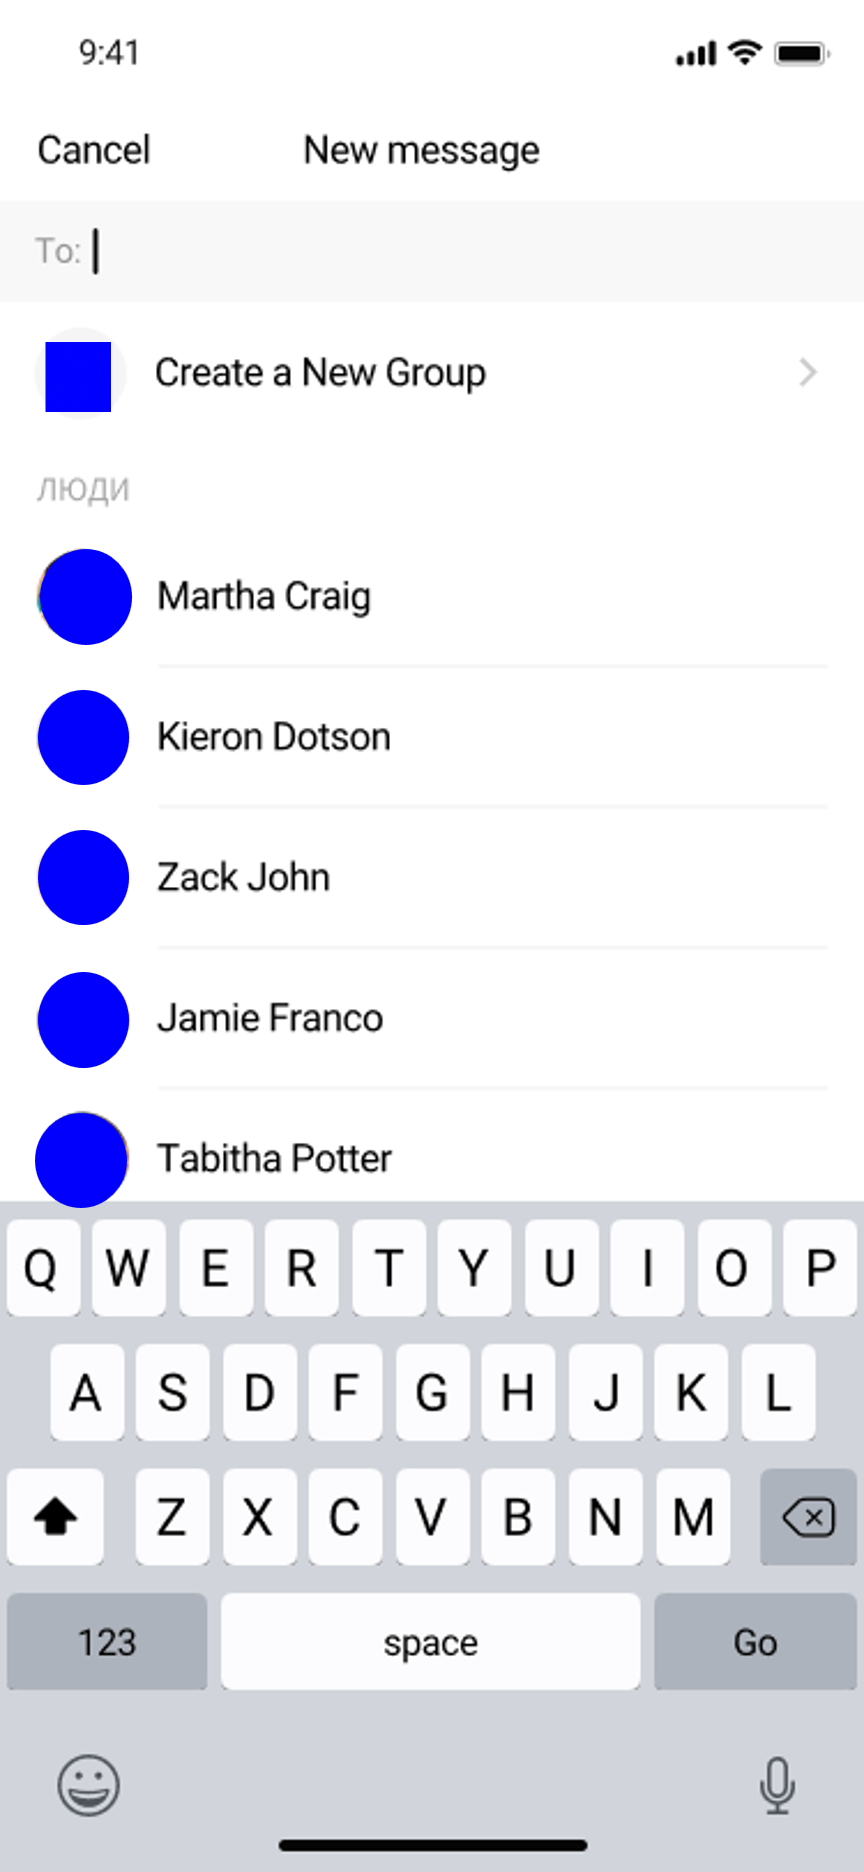 9:41
Cancel New message
To:
Create a New Group
ЛЮДИ
Martha Craig
Kieron Dotson
Zack John
Jamie Franco
Tabitha Potter
Q W E R T Y U I O P
A S D F G H J K L
Z X C V B N M
123 space Go